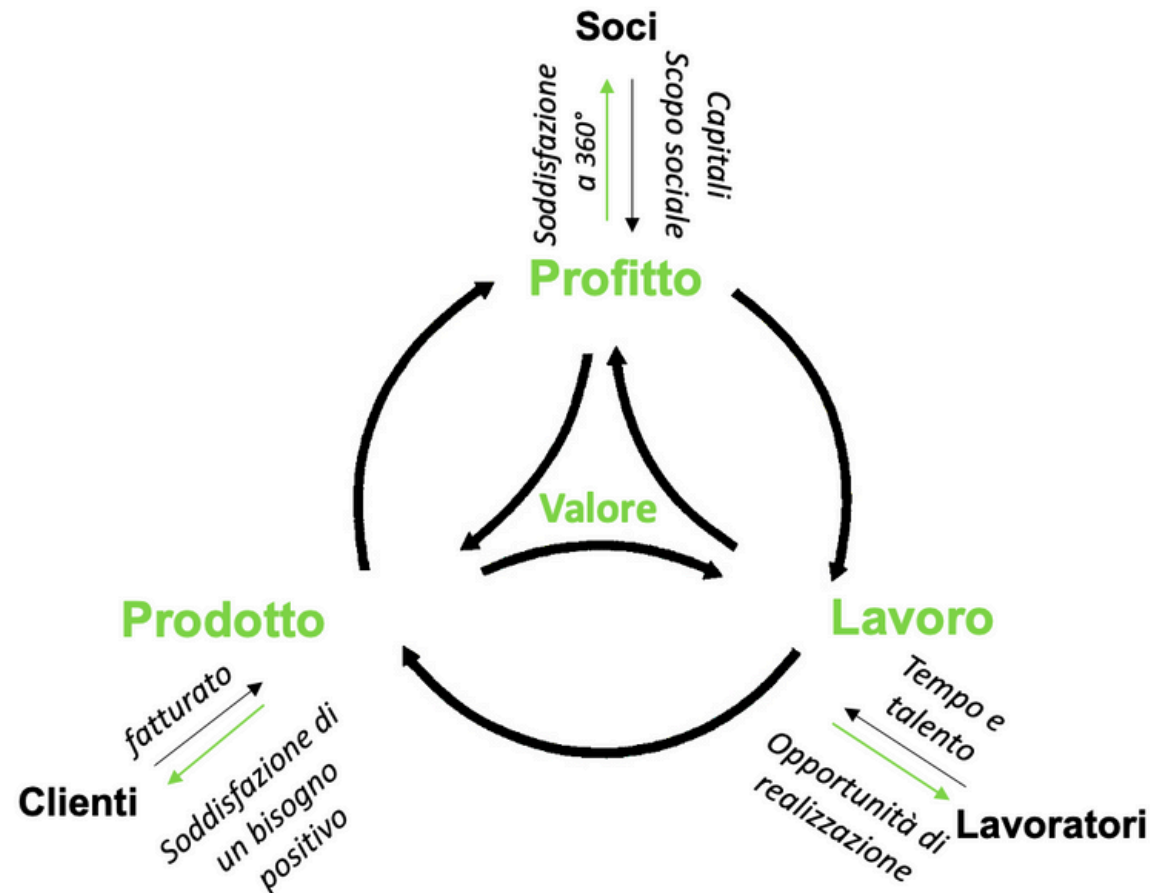 Soci
Soddisfazione
a 360°
Capitali
Scopo sociale
Profitto
Valore
Prodotto
Lavoro
fatturato
Soddisfazione di
un bisogno
positivo
Clienti
Tempo e
talento
Opportunità di
realizzazione
Lavoratori